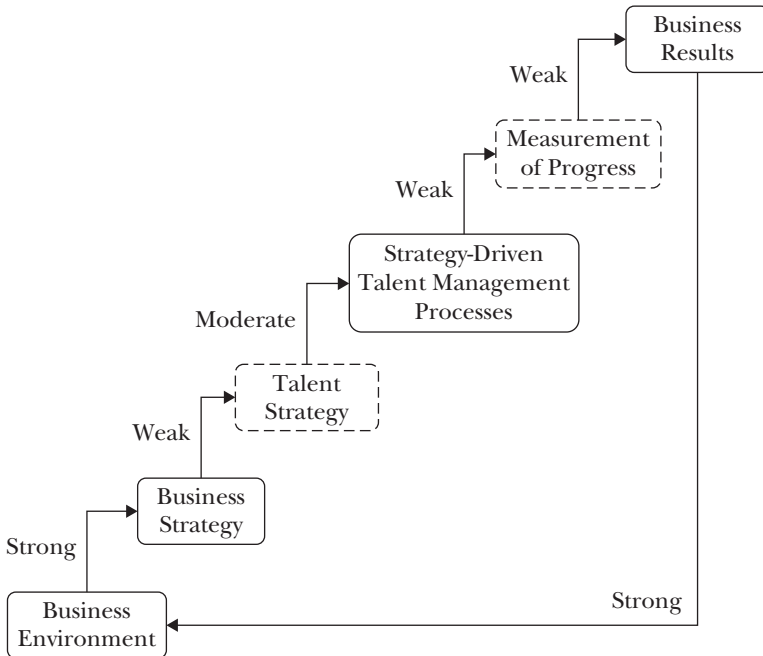 Business
Results
Weak
Measurement
of Progress
Weak
Strategy-Driven
Talent Management
Processes
Moderate
Talent
Strategy
Weak
Business
Strategy
Strong
Business
Environment
Strong